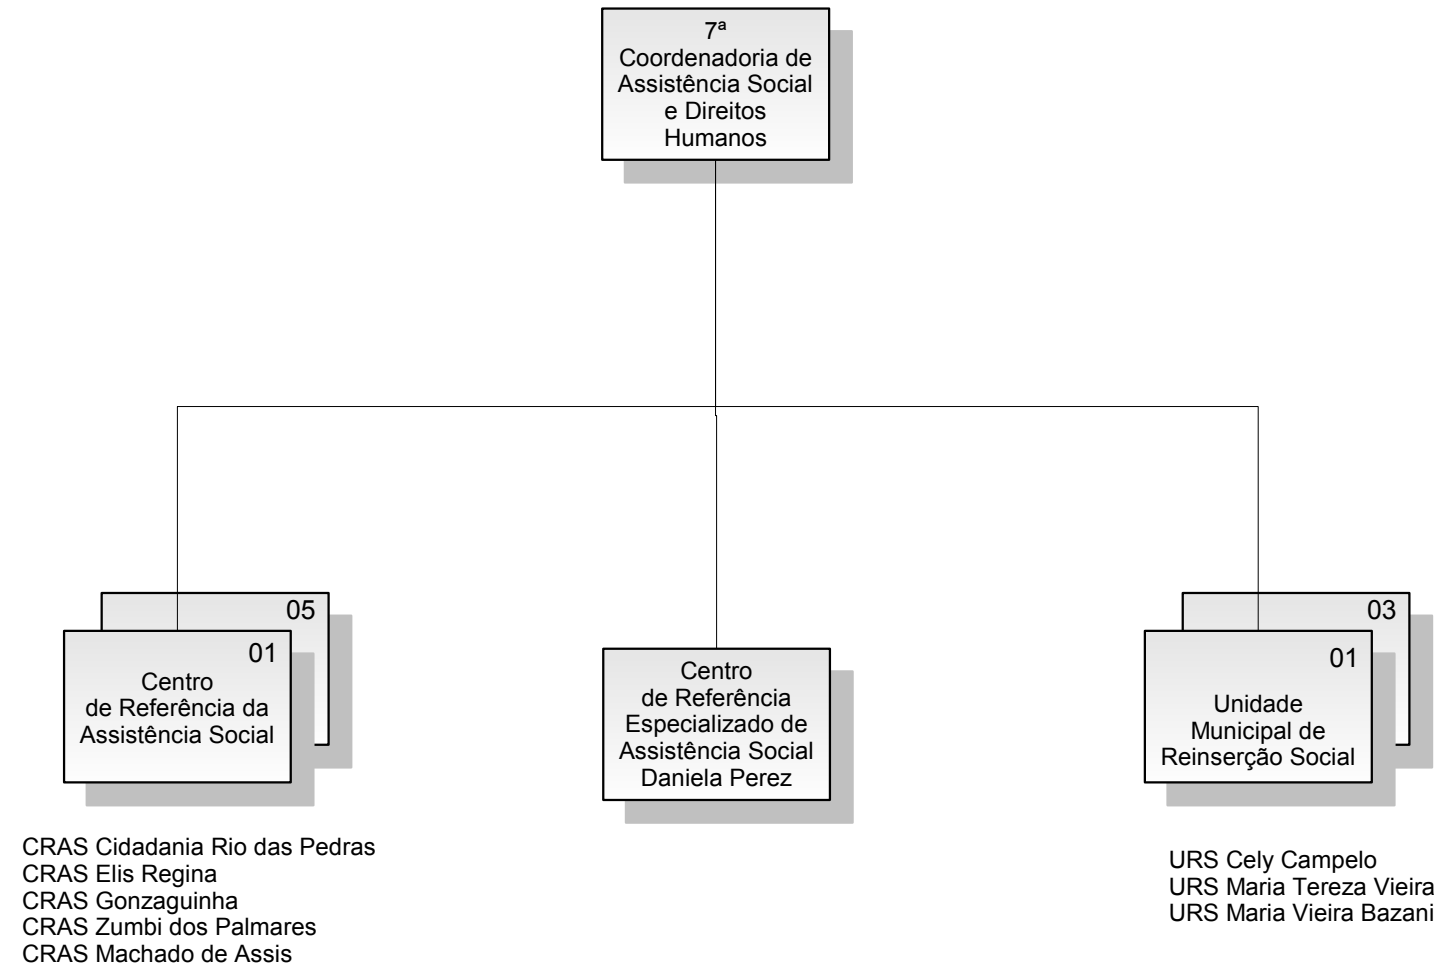 7ª
Coordenadoria de
Assistência Social
e Direitos
Humanos
05
01
Centro
de Referência da
Assistência Social
Centro
de Referência
Especializado de
Assistência Social
Daniela Perez
03
01
Unidade
Municipal de
Reinserção Social
CRAS Cidadania Rio das Pedras
CRAS Elis Regina
CRAS Gonzaguinha
CRAS Zumbi dos Palmares
CRAS Machado de Assis
URS Cely Campelo
URS Maria Tereza Vieira
URS Maria Vieira Bazani